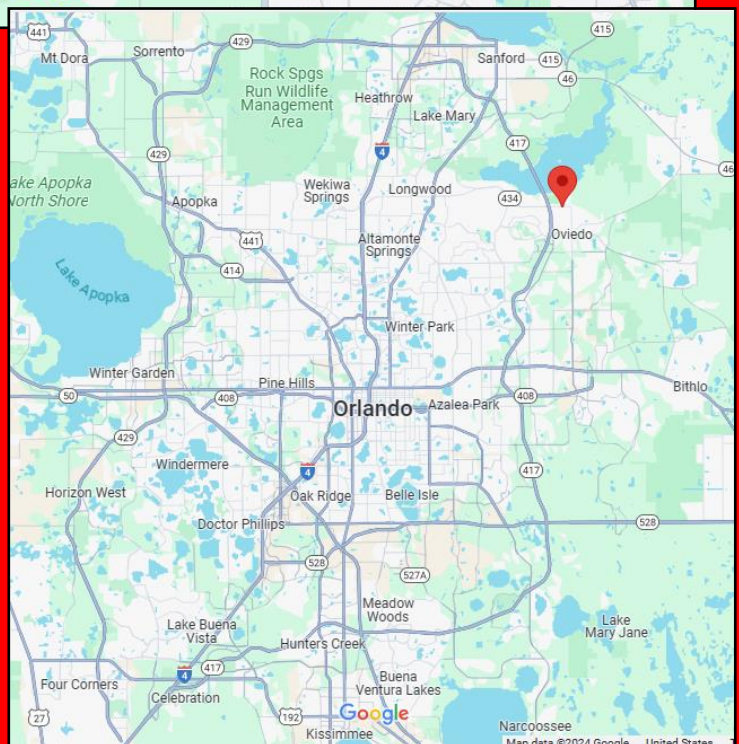 441
429
415
Mt Dora
Sorrento
Sanford
415
46
Rock Spgs
Run Wildlife
Management
Area
Heathrow
Lake Mary
4
417
429
46
ake Apopka
North Shore
Wekiwa
Springs
Longwood
434
Apopka
Oviedo
441
Altamonte
Springs
414
Lake Apopka
Winter Park
Winter Garden
Pine Hills
Bithlo
50
408
Orlando
Azalea Park
408
429
Windermere
4
417
Horizon West
Oak Ridge
Belle Isle
Doctor Phillips
528
528
527A
Meadow
Woods
Lake Buena
Vista
Lake
Mary Jane
Hunters Creek
417
4
Four Corners
Celebration
Buena
Ventura Lakes
27
192
Google
Kissimmee
Narcoossee
Map data ©2024 Google
United States